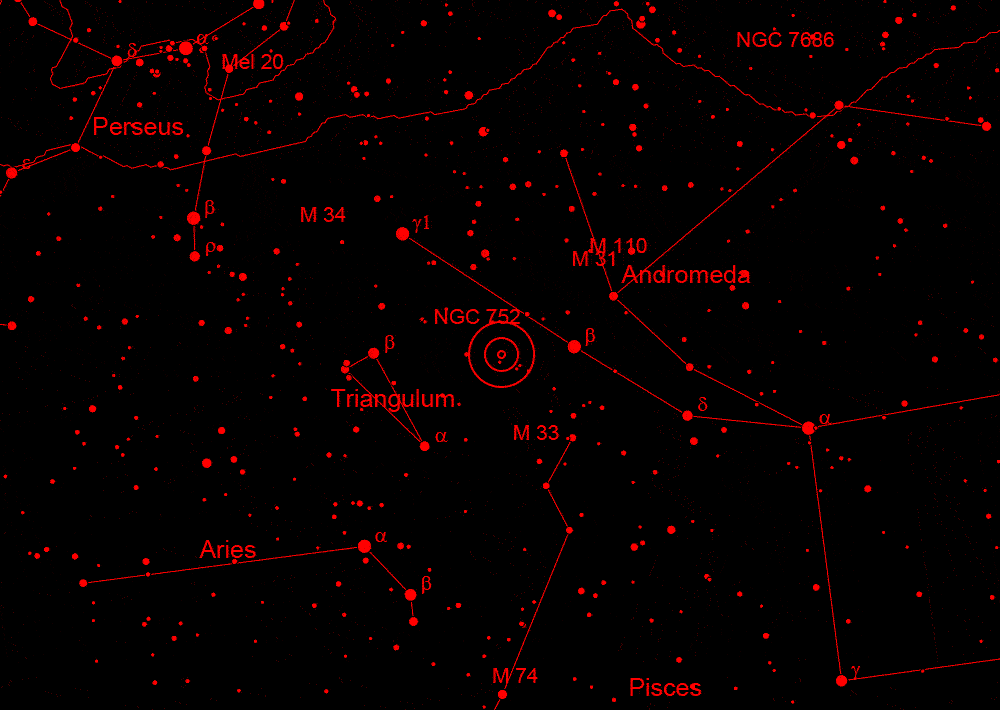 NGC 7686
δ
α
Mel 20
Perseus
ε
β
M 34
γ1
ρ
M 110
M 31
Andromeda
NGC 752
β
β
Triangulum
δ
α
α
M 33
α
Aries
β
M 74
γ
Pisces